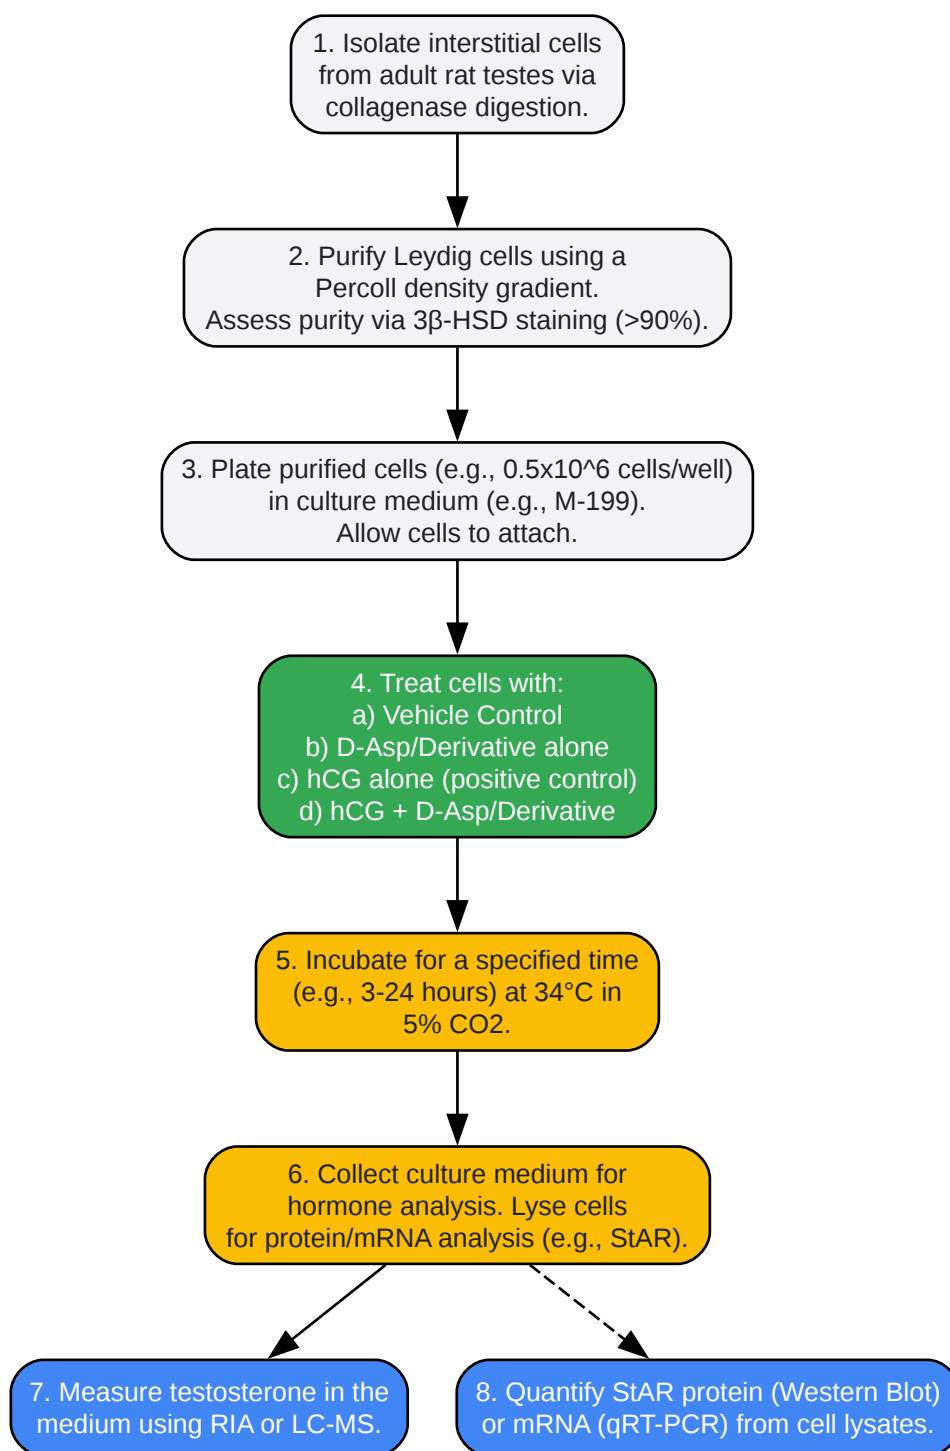 1. Isolate interstitial cells
from adult rat testes via
collagenase digestion.
2. Purify Leydig cells using a
Percoll density gradient.
Assess purity via 3β-HSD staining (>90%).
3. Plate purified cells (e.g., 0.5x10^6 cells/well)
in culture medium (e.g., M-199).
Allow cells to attach.
4. Treat cells with:
a) Vehicle Control
b) D-Asp/Derivative alone
c) hCG alone (positive control)
d) hCG + D-Asp/Derivative
5. Incubate for a specified time
(e.g., 3-24 hours) at 34°C in
5% CO2.
6. Collect culture medium for
hormone analysis. Lyse cells
for protein/mRNA analysis (e.g., StAR).
7. Measure testosterone in the
medium using RIA or LC-MS.
8. Quantify StAR protein (Western Blot)
or mRNA (qRT-PCR) from cell lysates.